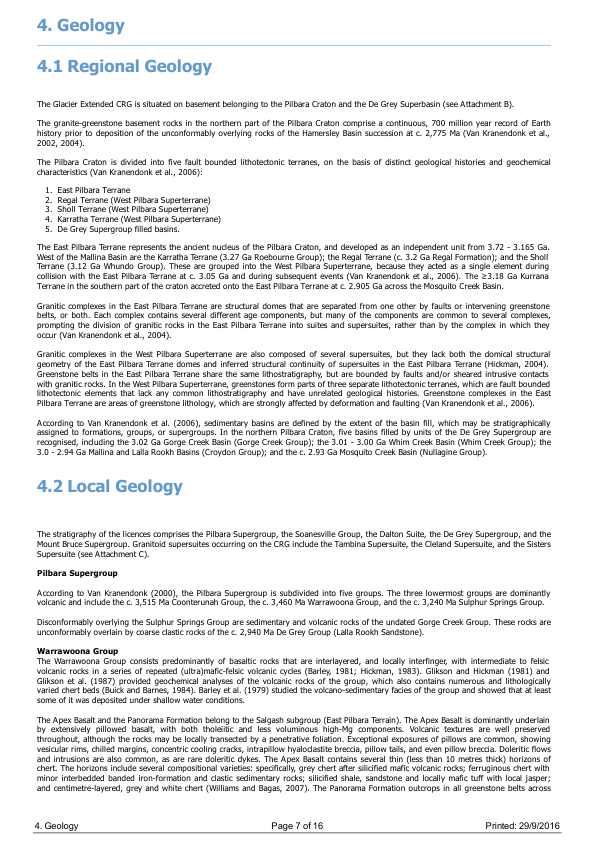 4. Geology
4.1 Regional Geology
The Glacier Extended CRG is situated on basement belonging to the Pilbara Craton and the De Grey Superbasin (see Attachment B).
The granite-greenstone basement rocks in the northern part of the Pilbara Craton comprise a continuous, 700 million year record of Earth
history prior to deposition of the unconformably overlying rocks of the Hamersley Basin succession at c. 2,775 Ma (Van Kranendonk et al.,
2002, 2004).
The Pilbara Craton is divided into five fault bounded lithotectonic terranes, on the basis of distinct geological histories and geochemical
characteristics (Van Kranendonk et al., 2006):
1. East Pilbara Terrane
2. Regal Terrane (West Pilbara Superterrane)
3. Sholl Terrane (West Pilbara Superterrane)
4. Karratha Terrane (West Pilbara Superterrane)
5. De Grey Supergroup filled basins.
The East Pilbara Terrane represents the ancient nucleus of the Pilbara Craton, and developed as an independent unit from 3.72 - 3.165 Ga.
West of the Mallina Basin are the Karratha Terrane (3.27 Ga Roebourne Group); the Regal Terrane (c. 3.2 Ga Regal Formation); and the Sholl
Terrane (3.12 Ga Whundo Group). These are grouped into the West Pilbara Superterrane, because they acted as a single element during
collision with the East Pilbara Terrane at c. 3.05 Ga and during subsequent events (Van Kranendonk et al., 2006). The ≥3.18 Ga Kurrana
Terrane in the southern part of the craton accreted onto the East Pilbara Terrane at c. 2.905 Ga across the Mosquito Creek Basin.
Granitic complexes in the East Pilbara Terrane are structural domes that are separated from one other by faults or intervening greenstone
belts, or both. Each complex contains several different age components, but many of the components are common to several complexes,
prompting the division of granitic rocks in the East Pilbara Terrane into suites and supersuites, rather than by the complex in which they
occur (Van Kranendonk et al., 2004).
Granitic complexes in the West Pilbara Superterrane are also composed of several supersuites, but they lack both the domical structural
geometry of the East Pilbara Terrane domes and inferred structural continuity of supersuites in the East Pilbara Terrane (Hickman, 2004).
Greenstone belts in the East Pilbara Terrane share the same lithostratigraphy, but are bounded by faults and/or sheared intrusive contacts
with granitic rocks. In the West Pilbara Superterrane, greenstones form parts of three separate lithotectonic terranes, which are fault bounded
lithotectonic elements that lack any common lithostratigraphy and have unrelated geological histories. Greenstone complexes in the East
Pilbara Terrane are areas of greenstone lithology, which are strongly affected by deformation and faulting (Van Kranendonk et al., 2006).
According to Van Kranendonk et al. (2006), sedimentary basins are defined by the extent of the basin fill, which may be stratigraphically
assigned to formations, groups, or supergroups. In the northern Pilbara Craton, five basins filled by units of the De Grey Supergroup are
recognised, including the 3.02 Ga Gorge Creek Basin (Gorge Creek Group); the 3.01 - 3.00 Ga Whim Creek Basin (Whim Creek Group); the
3.0 - 2.94 Ga Mallina and Lalla Rookh Basins (Croydon Group); and the c. 2.93 Ga Mosquito Creek Basin (Nullagine Group).
4.2 Local Geology
The stratigraphy of the licences comprises the Pilbara Supergroup, the Soanesville Group, the Dalton Suite, the De Grey Supergroup, and the
Mount Bruce Supergroup. Granitoid supersuites occurring on the CRG include the Tambina Supersuite, the Cleland Supersuite, and the Sisters
Supersuite (see Attachment C).
Pilbara Supergroup
According to Van Kranendonk (2000), the Pilbara Supergroup is subdivided into five groups. The three lowermost groups are dominantly
volcanic and include the c. 3,515 Ma Coonterunah Group, the c. 3,460 Ma Warrawoona Group, and the c. 3,240 Ma Sulphur Springs Group.
Disconformably overlying the Sulphur Springs Group are sedimentary and volcanic rocks of the undated Gorge Creek Group. These rocks are
unconformably overlain by coarse clastic rocks of the c. 2,940 Ma De Grey Group (Lalla Rookh Sandstone).
Warrawoona Group
The Warrawoona Group consists predominantly of basaltic rocks that are interlayered, and locally interfinger, with intermediate to felsic
volcanic rocks in a series of repeated (ultra)mafic-felsic volcanic cycles (Barley, 1981; Hickman, 1983). Glikson and Hickman (1981) and
Glikson et al. (1987) provided geochemical analyses of the volcanic rocks of the group, which also contains numerous and lithologically
varied chert beds (Buick and Barnes, 1984). Barley et al. (1979) studied the volcano-sedimentary facies of the group and showed that at least
some of it was deposited under shallow water conditions.
The Apex Basalt and the Panorama Formation belong to the Salgash subgroup (East Pilbara Terrain). The Apex Basalt is dominantly underlain
by extensively pillowed basalt, with both tholeiitic and less voluminous high-Mg components. Volcanic textures are well preserved
throughout, although the rocks may be locally transected by a penetrative foliation. Exceptional exposures of pillows are common, showing
vesicular rims, chilled margins, concentric cooling cracks, intrapillow hyaloclastite breccia, pillow tails, and even pillow breccia. Doleritic flows
and intrusions are also common, as are rare doleritic dykes. The Apex Basalt contains several thin (less than 10 metres thick) horizons of
chert. The horizons include several compositional varieties: specifically, grey chert after silicified mafic volcanic rocks; ferruginous chert with
minor interbedded banded iron-formation and clastic sedimentary rocks; silicified shale, sandstone and locally mafic tuff with local jasper;
and centimetre-layered, grey and white chert (Williams and Bagas, 2007). The Panorama Formation outcrops in all greenstone belts across
4. Geology
Page 7 of 16
Printed: 29/9/2016